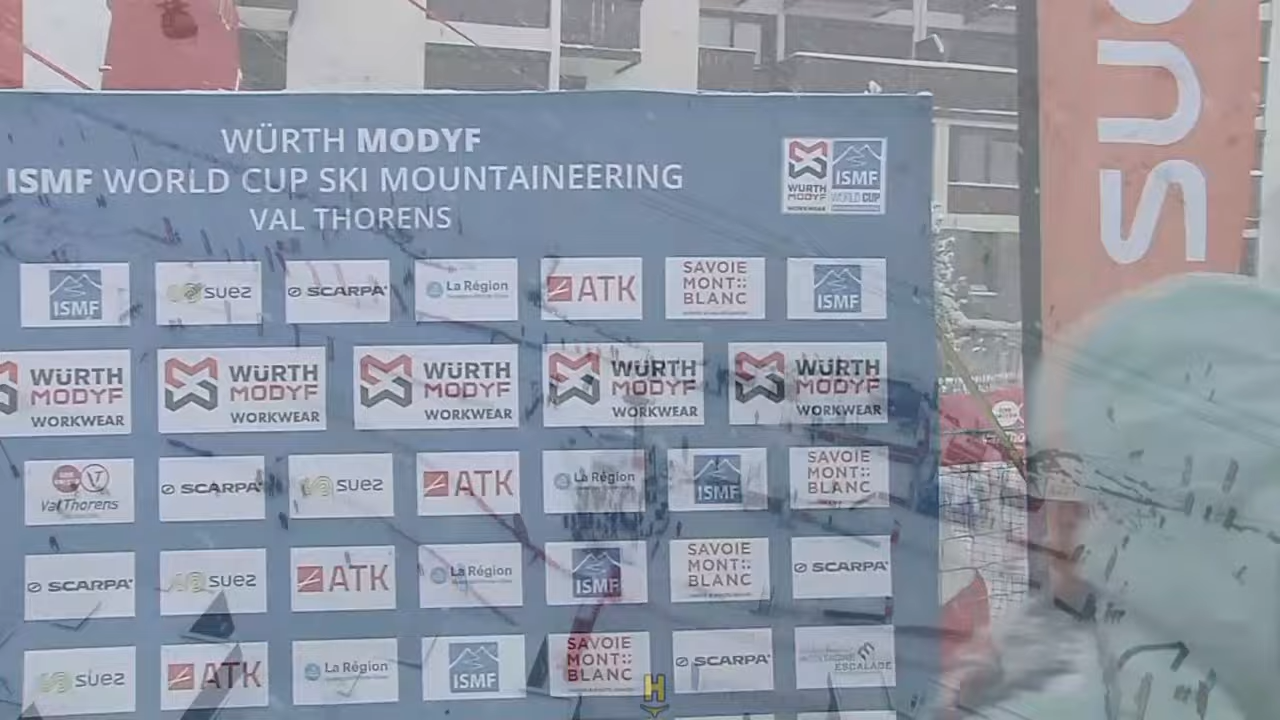 WÜRTH MODYF
ISMF WORLD CUP SKI MOUNTAINEERING
VAL THORENS
WÜRTH
MODYF
WORKWEAR
ISMF
WORLD CUP
SUO
ISMF
suez
SCARPA
La Région
ATK
SAVOIE
MONT
BLANC
ISMF
WÜRTH
MODYF
WORKWEAR
WÜRTH
MODYF
WORKWEAR
WÜRTH
MODYF
WORKWEAR
WÜRTH
MODYF
WORKWEAR
WÜRTH
MODYF
WORKWEAR
Val Thorens
SCARPA
suez
ATK
La Région
ISMF
SAVOIE
MONT
BLANC
SCARPA
suez
ATK
La Région
ISMF
SAVOIE
MONT
BLANC
SCARPA
suez
ATK
La Région
ISMF
SAVOIE
MONT
BLANC
SCARPA
MONTAGNE
ESCALADE
H